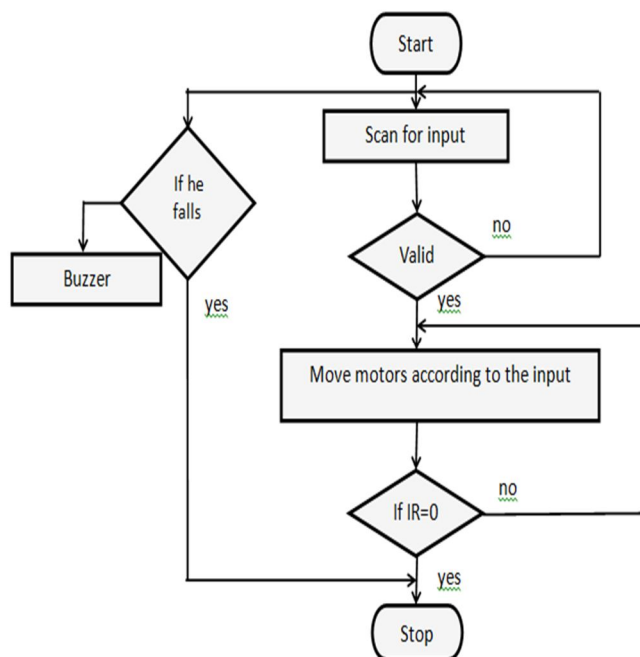 Start
Scan for input
If he
falls
no
Valid
Buzzer
yes
yes
Move motors according to the input
no
If IR=0
yes
Stop